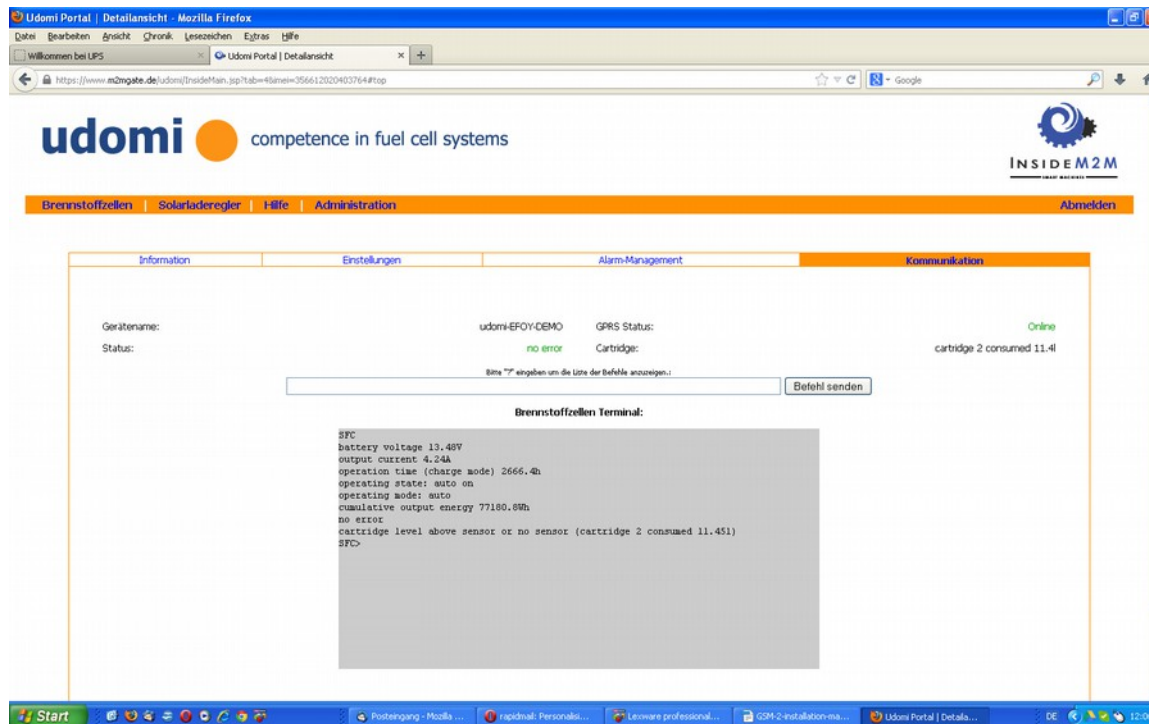 Udomi Portal | Detailansicht - Mozilla Firefox
Datei Bearbeiten Ansicht Chronik Lesezeichen Extras Hilfe
Willkommen bei UPS Udomi Portal | Detailansicht
https://www.m2mgate.de/udomi/InsideMain.jsp?tab=4&imei=356612020403764#top Google
udomi competence in fuel cell systems
INSIDE M2M
Brennstoffzellen | Solarladeregler | Hilfe | Administration Abmelden
Information Einstellungen Alarm-Management Kommunikation
Gerätename: udomi-EFOY-DEMO GPRS Status: Online
Status: no error Cartridge: cartridge 2 consumed 11.4l
Bitte "?" eingeben um die Liste der Befehle anzuzeigen.:
Befehl senden
Brennstoffzellen Terminal:
SFC
battery voltage 13.48V
output current 4.24A
operation time (charge mode) 2666.4h
operating state: auto on
operating mode: auto
cumulative output energy 77180.8Wh
no error
cartridge level above sensor or no sensor (cartridge 2 consumed 11.45l)
SFC>
Start Posteingang - Mozilla ... rapidmail: Personalisi... Lexware professional... GSM-2-installation-ma... Udomi Portal | Detaila... DE 12:0